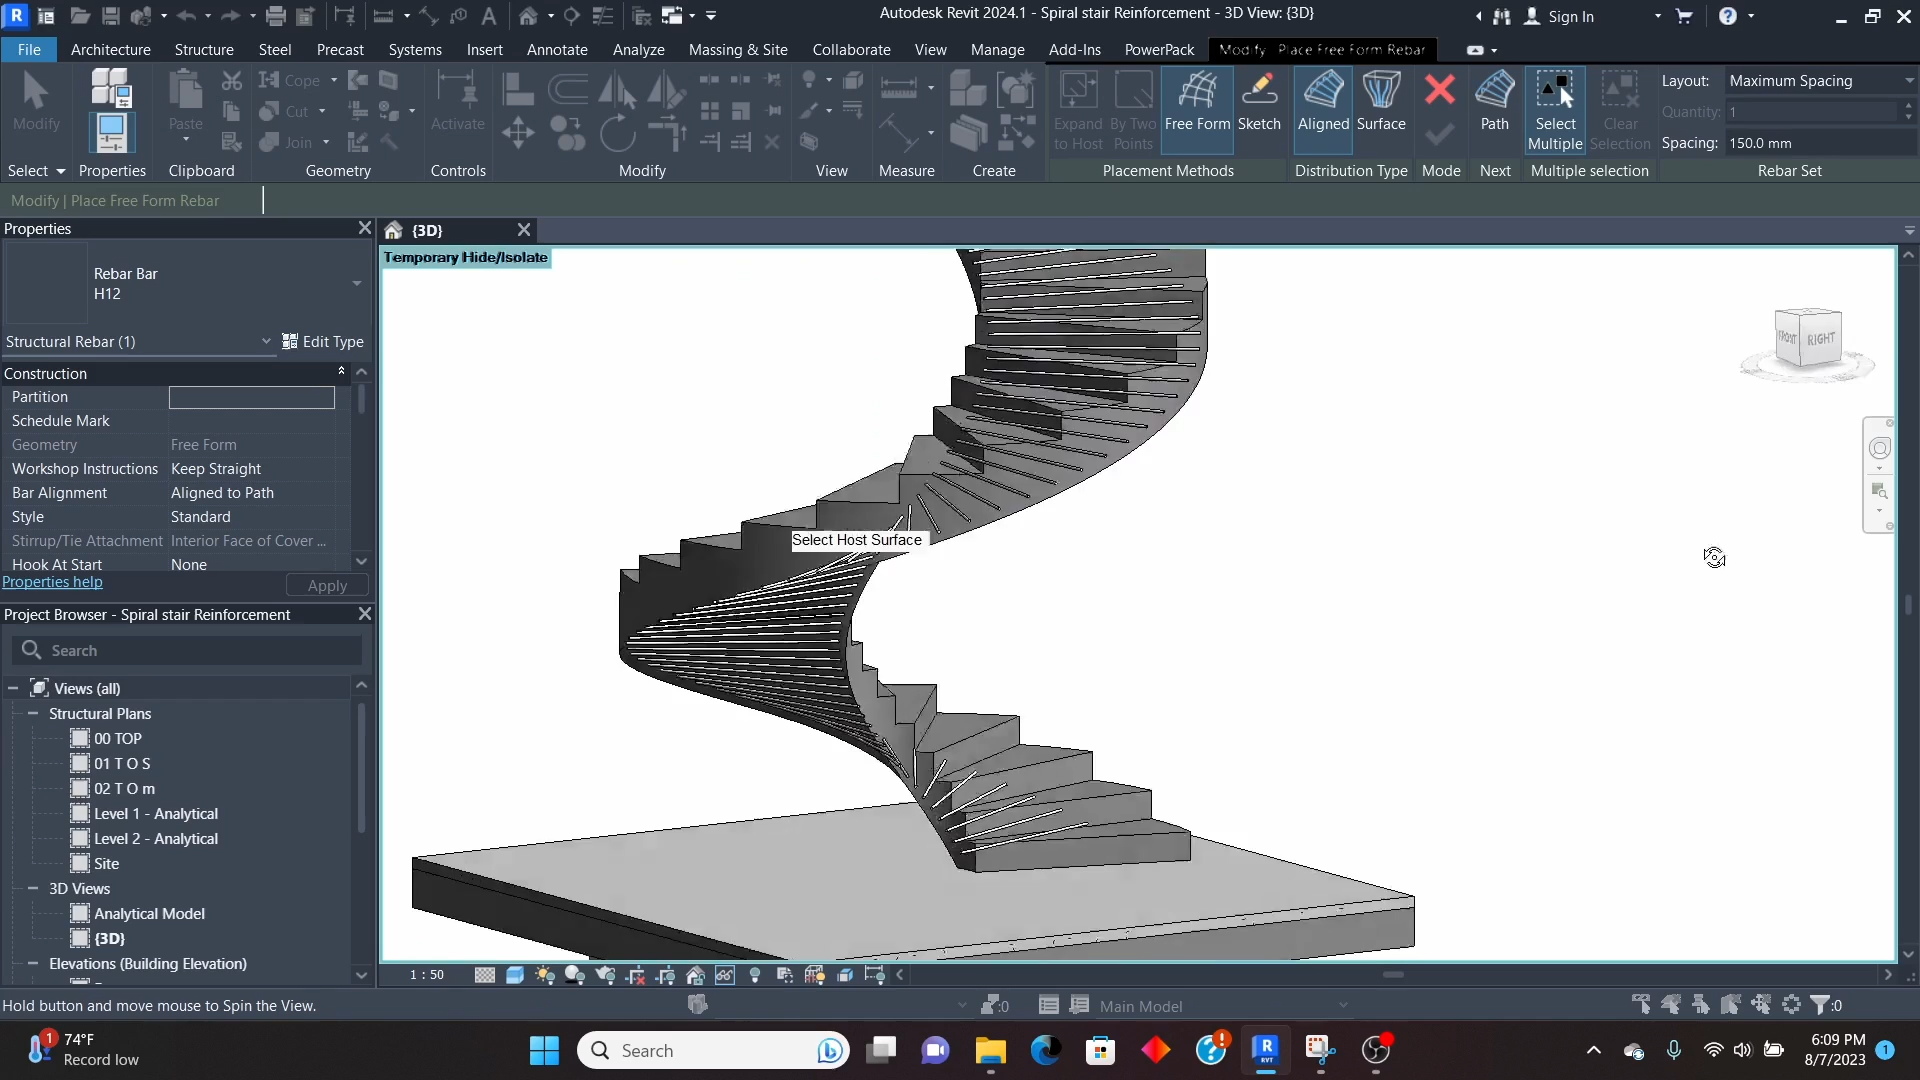 Autodesk Revit 2024.1 - Spiral stair Reinforcement - 3D View: {3D}
Sign In
File Architecture Structure Steel Precast Systems Insert Annotate Analyze Massing & Site Collaborate View Manage Add-Ins PowerPack Modify | Place Free Form Rebar
Modify
Paste
Cope
Cut
Join
Activate
Expand to Host
By Two Points
Free Form
Sketch
Aligned
Surface
Path
Select Multiple
Clear Selection
Layout: Maximum Spacing
Quantity: 1
Spacing: 150.0 mm
Select Properties Clipboard Geometry Controls Modify View Measure Create Placement Methods Distribution Type Mode Next Multiple selection Rebar Set
Modify | Place Free Form Rebar
Properties
{3D}
Temporary Hide/Isolate
Rebar Bar
H12
Structural Rebar (1)
Edit Type
Construction
Partition
Schedule Mark
Geometry Free Form
Workshop Instructions Keep Straight
Bar Alignment Aligned to Path
Style Standard
Stirrup/Tie Attachment Interior Face of Cover ...
Hook At Start None
Properties help
Apply
Select Host Surface
FRONT RIGHT
Project Browser - Spiral stair Reinforcement
Search
Views (all)
Structural Plans
00 TOP
01 T O S
02 T O m
Level 1 - Analytical
Level 2 - Analytical
Site
3D Views
Analytical Model
{3D}
Elevations (Building Elevation)
1 : 50
Hold button and move mouse to Spin the View.
:0
Main Model
:0
1
74°F
Record low
Search
R
RVT
6:09 PM
8/7/2023
1